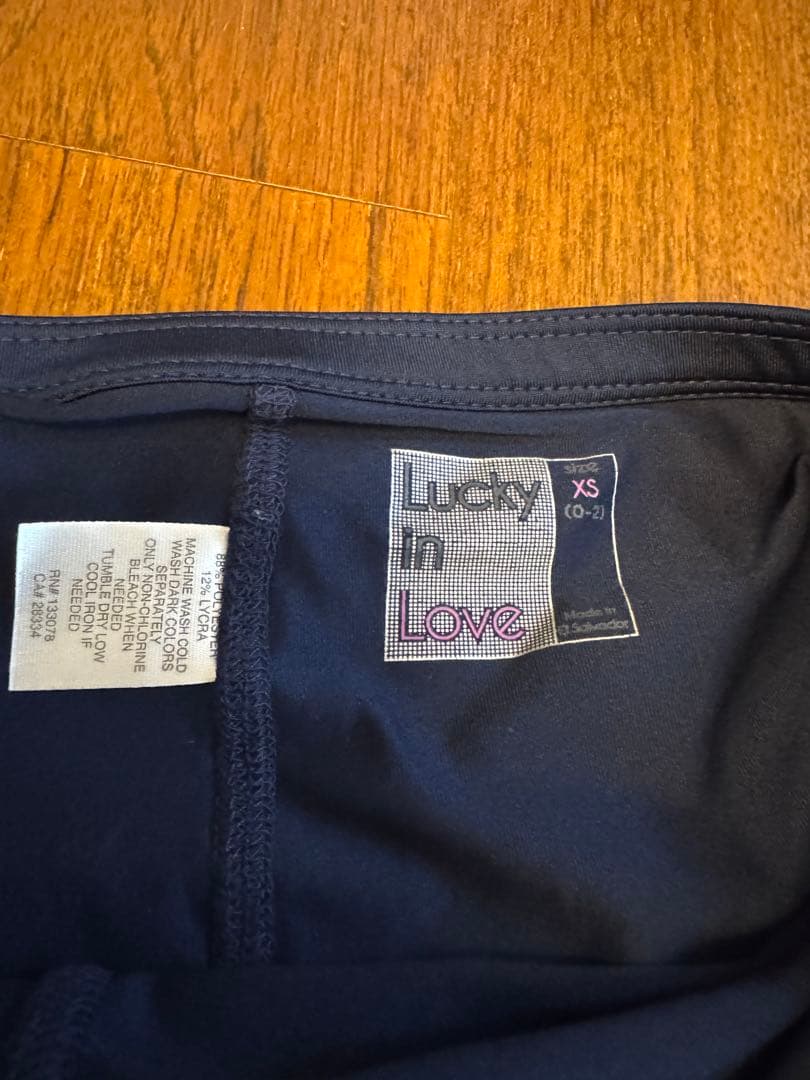 Lucky
in
Love
size
XS
(0-2)
Made in
El Salvador
88% POLYESTER
12% LYCRA
MACHINE WASH COLD
WASH DARK COLORS
SEPARATELY
ONLY NON-CHLORINE
BLEACH WHEN
NEEDED
TUMBLE DRY LOW
COOL IRON IF
NEEDED
RN# 133078
CA# 28334